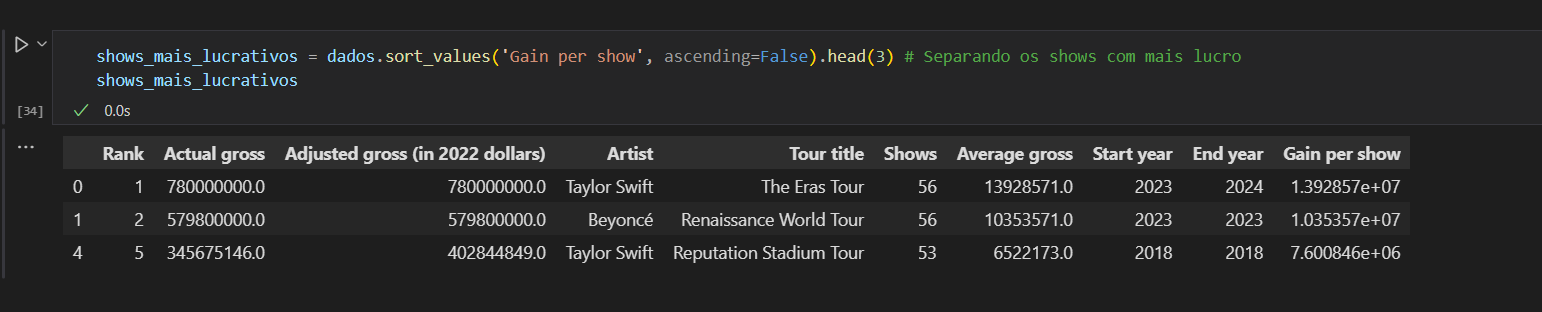 shows_mais_lucrativos = dados.sort_values('Gain per show', ascending=False).head(3) # Separando os shows com mais lucro
shows_mais_lucrativos
[34] 0.0s
...
Rank Actual gross Adjusted gross (in 2022 dollars) Artist Tour title Shows Average gross Start year End year Gain per show
0 1 780000000.0 780000000.0 Taylor Swift The Eras Tour 56 13928571.0 2023 2024 1.392857e+07
1 2 579800000.0 579800000.0 Beyoncé Renaissance World Tour 56 10353571.0 2023 2023 1.035357e+07
4 5 345675146.0 402844849.0 Taylor Swift Reputation Stadium Tour 53 6522173.0 2018 2018 7.600846e+06